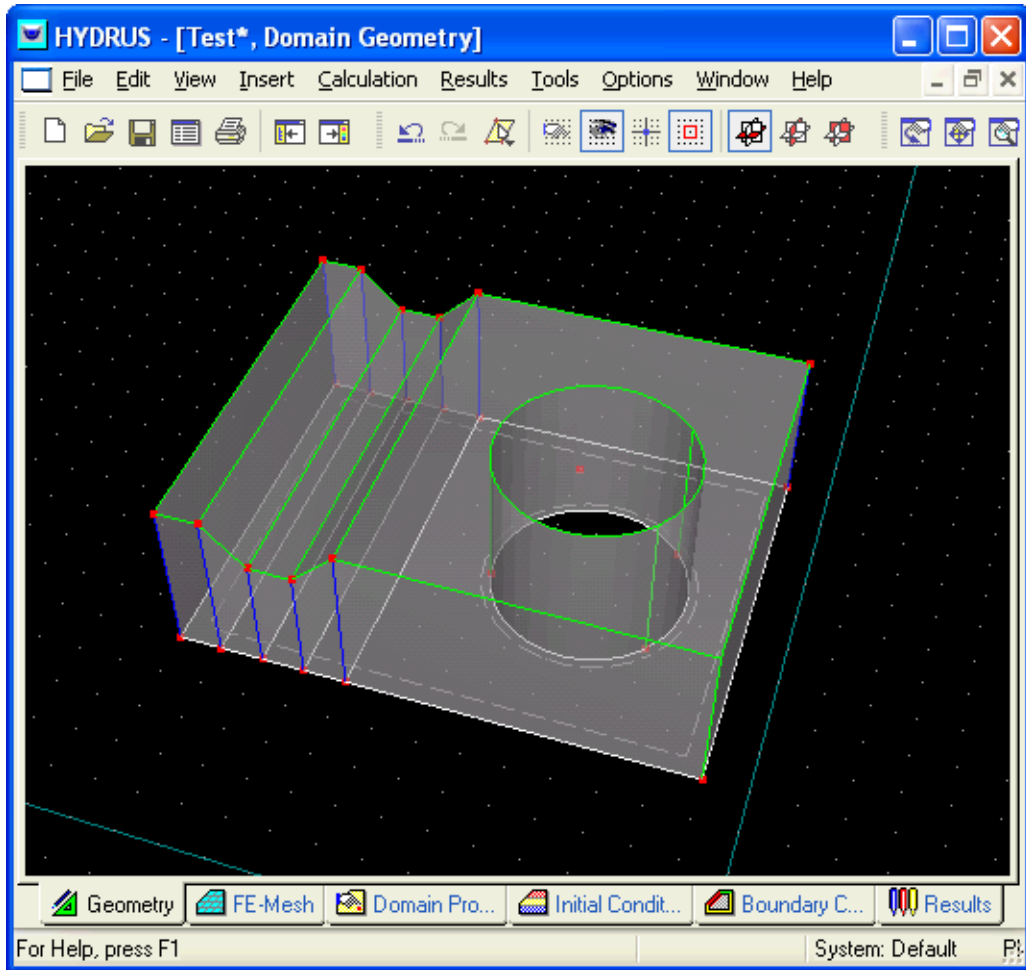 HYDRUS - [Test*, Domain Geometry]
File Edit View Insert Calculation Results Tools Options Window Help
Geometry FE-Mesh Domain Pro... Initial Condit... Boundary C... Results
For Help, press F1 System: Default